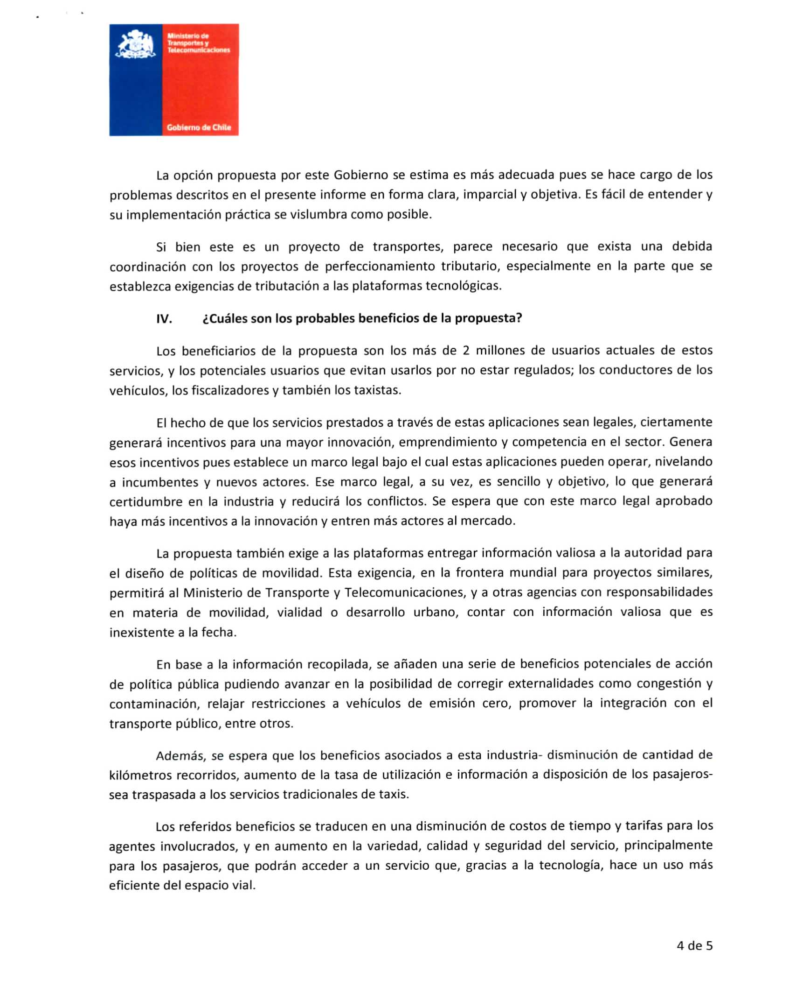 Ministerio de
Transportes y
Telecomunicaciones
Gobierno de Chile
La opción propuesta por este Gobierno se estima es más adecuada pues se hace cargo de los
problemas descritos en el presente informe en forma clara, imparcial y objetiva. Es fácil de entender y
su implementación práctica se vislumbra como posible.
Si bien este es un proyecto de transportes, parece necesario que exista una debida
coordinación con los proyectos de perfeccionamiento tributario, especialmente en la parte que se
establezca exigencias de tributación a las plataformas tecnológicas.
IV. ¿Cuáles son los probables beneficios de la propuesta?
Los beneficiarios de la propuesta son los más de 2 millones de usuarios actuales de estos
servicios, y los potenciales usuarios que evitan usarlos por no estar regulados; los conductores de los
vehículos, los fiscalizadores y también los taxistas.
El hecho de que los servicios prestados a través de estas aplicaciones sean legales, ciertamente
generará incentivos para una mayor innovación, emprendimiento y competencia en el sector. Genera
esos incentivos pues establece un marco legal bajo el cual estas aplicaciones pueden operar, nivelando
a incumbentes y nuevos actores. Ese marco legal, a su vez, es sencillo y objetivo, lo que generará
certidumbre en la industria y reducirá los conflictos. Se espera que con este marco legal aprobado
haya más incentivos a la innovación y entren más actores al mercado.
La propuesta también exige a las plataformas entregar información valiosa a la autoridad para
el diseño de políticas de movilidad. Esta exigencia, en la frontera mundial para proyectos similares,
permitirá al Ministerio de Transporte y Telecomunicaciones, y a otras agencias con responsabilidades
en materia de movilidad, vialidad o desarrollo urbano, contar con información valiosa que es
inexistente a la fecha.
En base a la información recopilada, se añaden una serie de beneficios potenciales de acción
de política pública pudiendo avanzar en la posibilidad de corregir externalidades como congestión y
contaminación, relajar restricciones a vehículos de emisión cero, promover la integración con el
transporte público, entre otros.
Además, se espera que los beneficios asociados a esta industria- disminución de cantidad de
kilómetros recorridos, aumento de la tasa de utilización e información a disposición de los pasajeros-
sea traspasada a los servicios tradicionales de taxis.
Los referidos beneficios se traducen en una disminución de costos de tiempo y tarifas para los
agentes involucrados, y en aumento en la variedad, calidad y seguridad del servicio, principalmente
para los pasajeros, que podrán acceder a un servicio que, gracias a la tecnología, hace un uso más
eficiente del espacio vial.
4 de 5